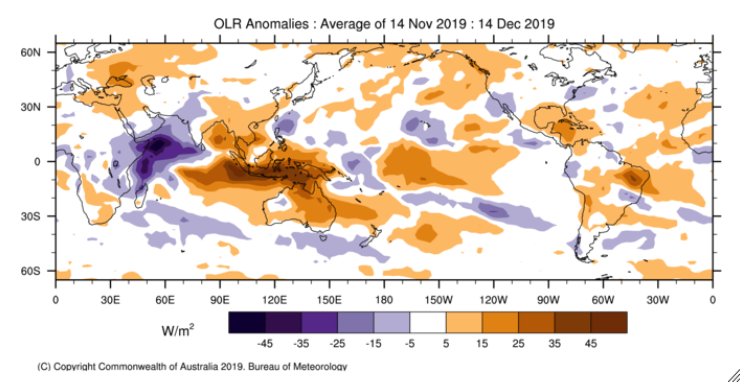 OLR Anomalies : Average of 14 Nov 2019 : 14 Dec 2019
60N
30N
0
30S
60S
0 30E 60E 90E 120E 150E 180 150W 120W 90W 60W 30W 0
W/m²
-45 -35 -25 -15 -5 5 15 25 35 45
(C) Copyright Commonwealth of Australia 2019. Bureau of Meteorology